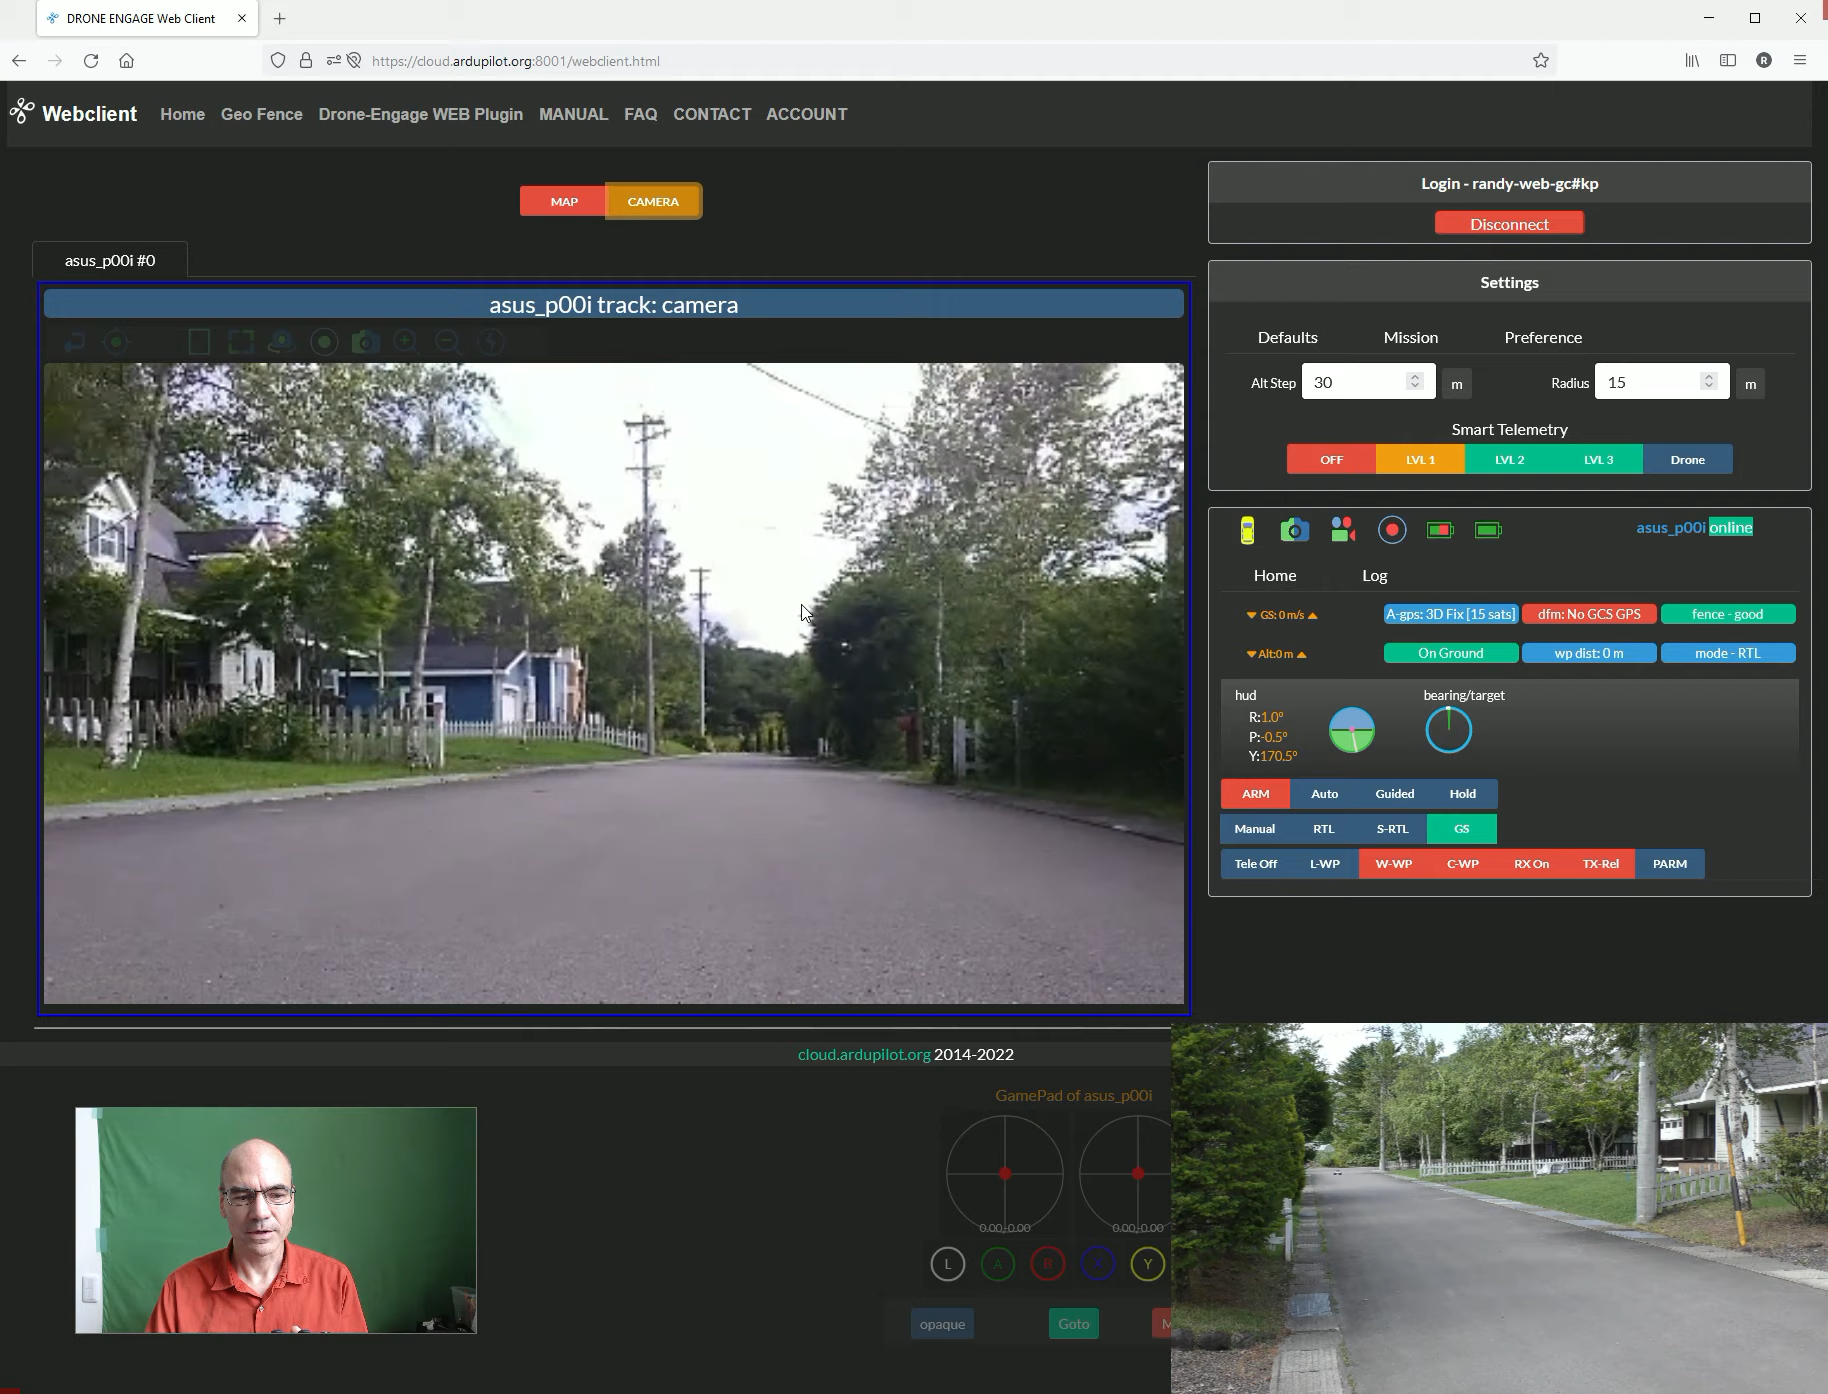 DRONE ENGAGE Web Client
https://cloud.ardupilot.org:8001/webclient.html
R
Webclient Home Geo Fence Drone-Engage WEB Plugin MANUAL FAQ CONTACT ACCOUNT
MAP CAMERA
asus_p00i #0
asus_p00i track: camera
Login - randy-web-gc#kp
Disconnect
Settings
Defaults Mission Preference
Alt Step 30 m Radius 15 m
Smart Telemetry
OFF LVL 1 LVL 2 LVL 3 Drone
asus_p00i online
Home Log
GS: 0 m/s A-gps: 3D Fix [15 sats] dfm: No GCS GPS fence - good
Alt:0 m On Ground wp dist: 0 m mode - RTL
hud bearing/target
R:1.0º
P:-0.5º
Y:170.5º
ARM Auto Guided Hold
Manual RTL S-RTL GS
Tele Off L-WP W-WP C-WP RX On TX-Rel PARM
cloud.ardupilot.org 2014-2022
GamePad of asus_p00i
0.00,-0.00 0.00,-0.00
L A B Y
opaque Goto M